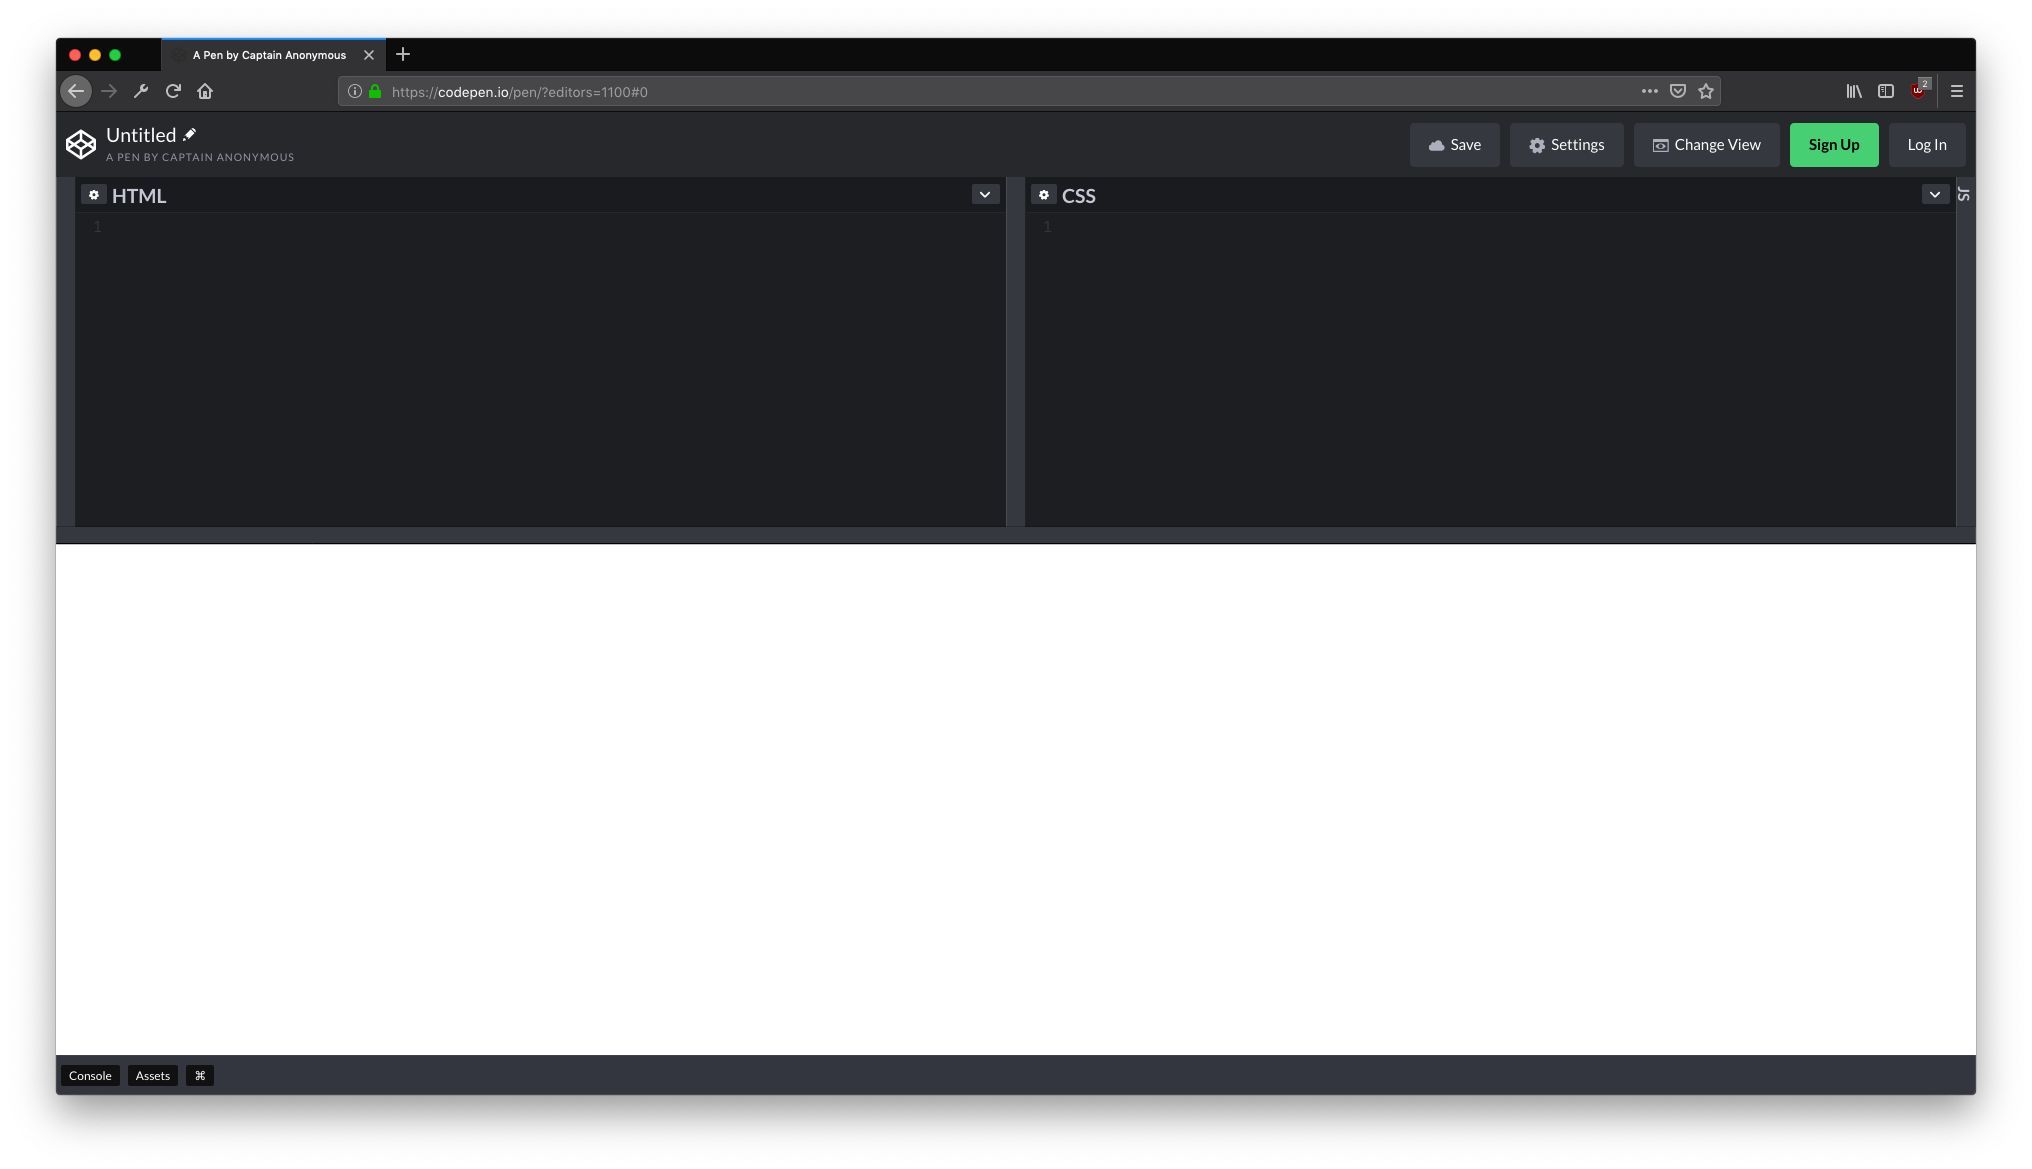 A Pen by Captain Anonymous
https://codepen.io/pen/?editors=1100#0
2
Untitled
A PEN BY CAPTAIN ANONYMOUS
Save
Settings
Change View
Sign Up
Log In
HTML
CSS
JS
1
1
Console
Assets
⌘